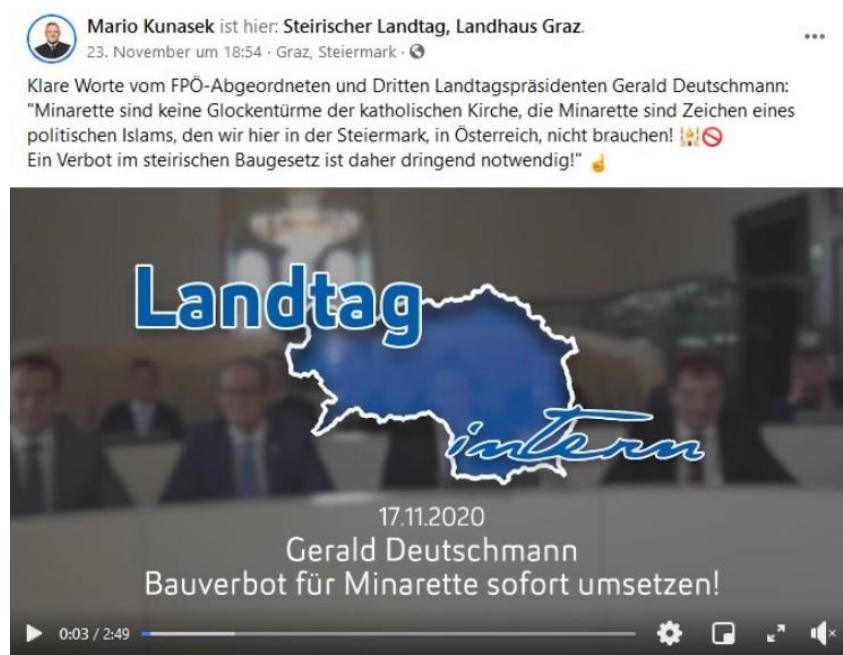 Mario Kunasek ist hier: Steirischer Landtag, Landhaus Graz.
23. November um 18:54 · Graz, Steiermark ·
Klare Worte vom FPÖ-Abgeordneten und Dritten Landtagspräsidenten Gerald Deutschmann:
"Minarette sind keine Glockentürme der katholischen Kirche, die Minarette sind Zeichen eines
politischen Islams, den wir hier in der Steiermark, in Österreich, nicht brauchen! 🕌🚫
Ein Verbot im steirischen Baugesetz ist daher dringend notwendig!" ☝
Landtag
intern
17.11.2020
Gerald Deutschmann
Bauverbot für Minarette sofort umsetzen!
0:03 / 2:49